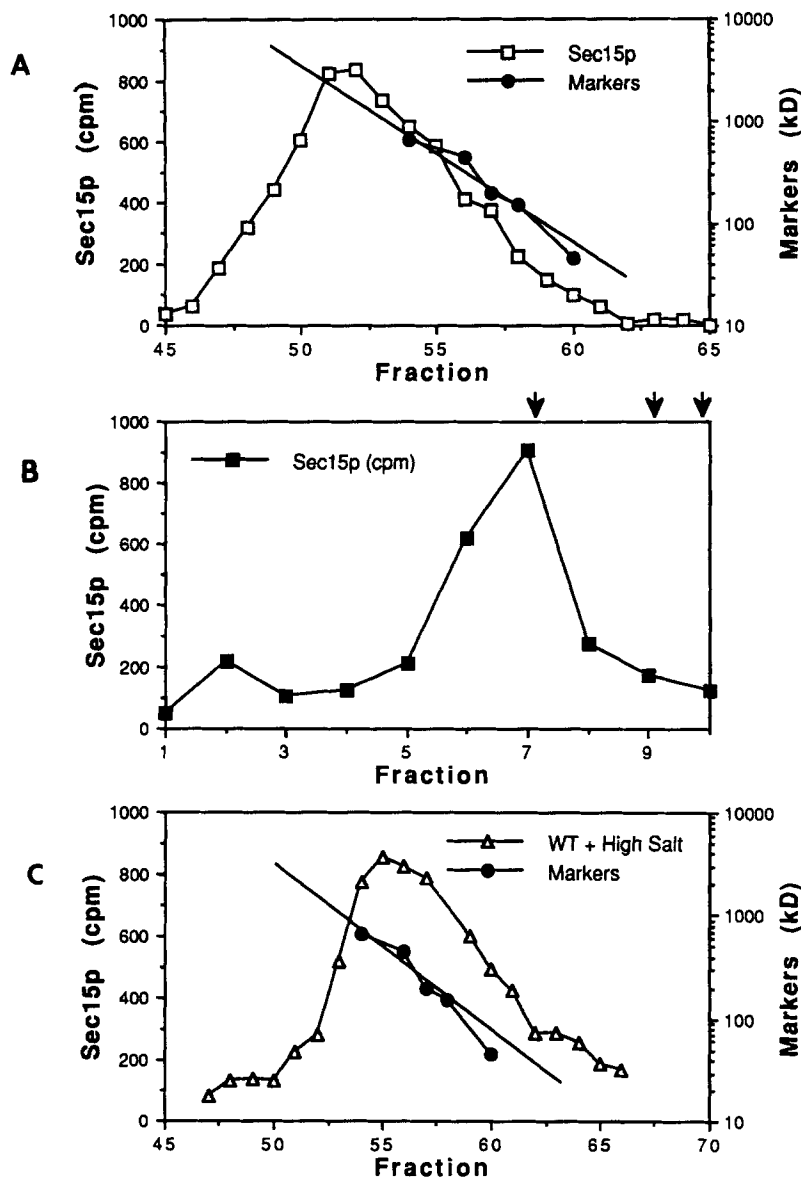 A
Sec15p (cpm)
1000
800
600
400
200
0
Sec15p
Markers
10000
1000
100
10
Markers (kD)
45 50 55 60 65
Fraction
B
Sec15p (cpm)
1000
800
600
400
200
0
Sec15p (cpm)
1 3 5 7 9
Fraction
C
Sec15p (cpm)
1000
800
600
400
200
0
WT + High Salt
Markers
10000
1000
100
10
Markers (kD)
45 50 55 60 65 70
Fraction